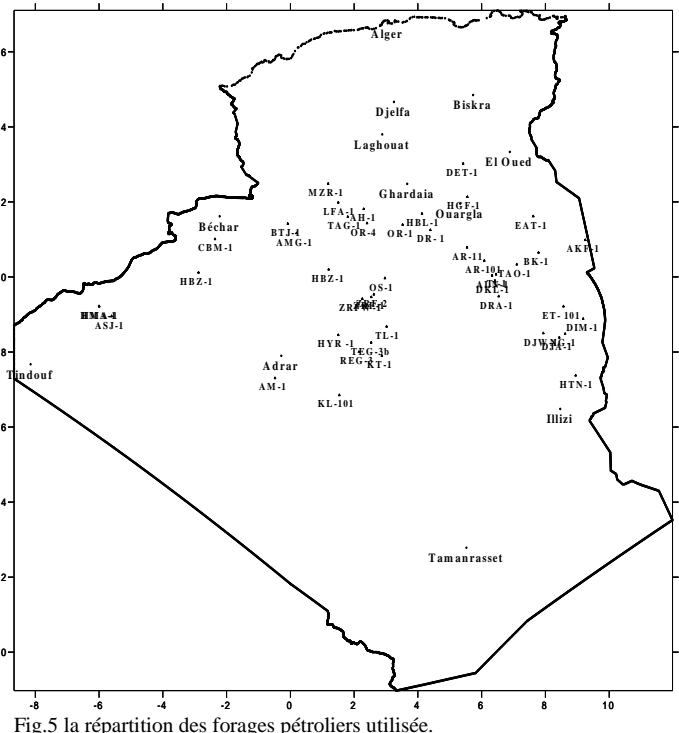 6
Alger
Djelfa
Biskra
4
Laghouat
El Oued
DET-1
MZR-1
Ghardaia
2
LFA-1
AH-1
HGF-1
Ouargla
TAG-1
HBL-1
EAT-1
Béchar
BTJ-1
OR-4
OR-1
DR- 1
CBM-1
AMG-1
AKF-1
AR-11
BK-1
AR-101
TAO-1
0
HBZ-1
HBZ-1
OS-1
DKL-1
DRA-1
HMA-1
ASJ-1
ET- 101
DIM-1
TL-1
HYR -1
DJA-1
8
TEG-3b
REG-3
KT-1
Tindouf
Adrar
AM-1
HTN-1
KL-101
Illizi
6
4
Tamanrasset
2
0
-8 -6 -4 -2 0 2 4 6 8 10
Fig.5 la répartition des forages pétroliers utilisée.